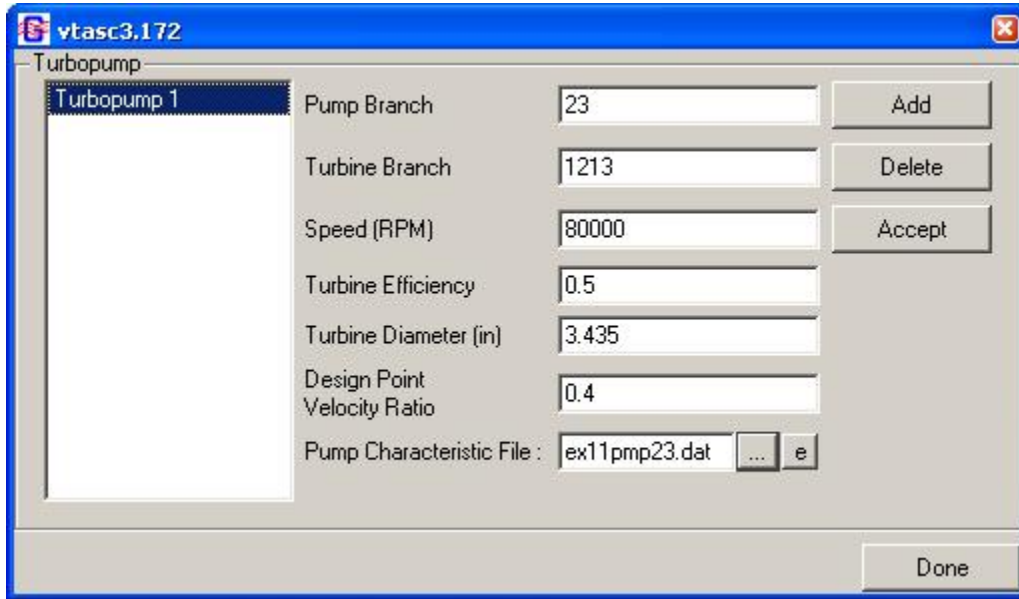 vtasc3.172
Turbopump
Turbopump 1
Pump Branch 23 Add
Turbine Branch 1213 Delete
Speed (RPM) 80000 Accept
Turbine Efficiency 0.5
Turbine Diameter (in) 3.435
Design Point
Velocity Ratio 0.4
Pump Characteristic File : ex11pmp23.dat ... e
Done